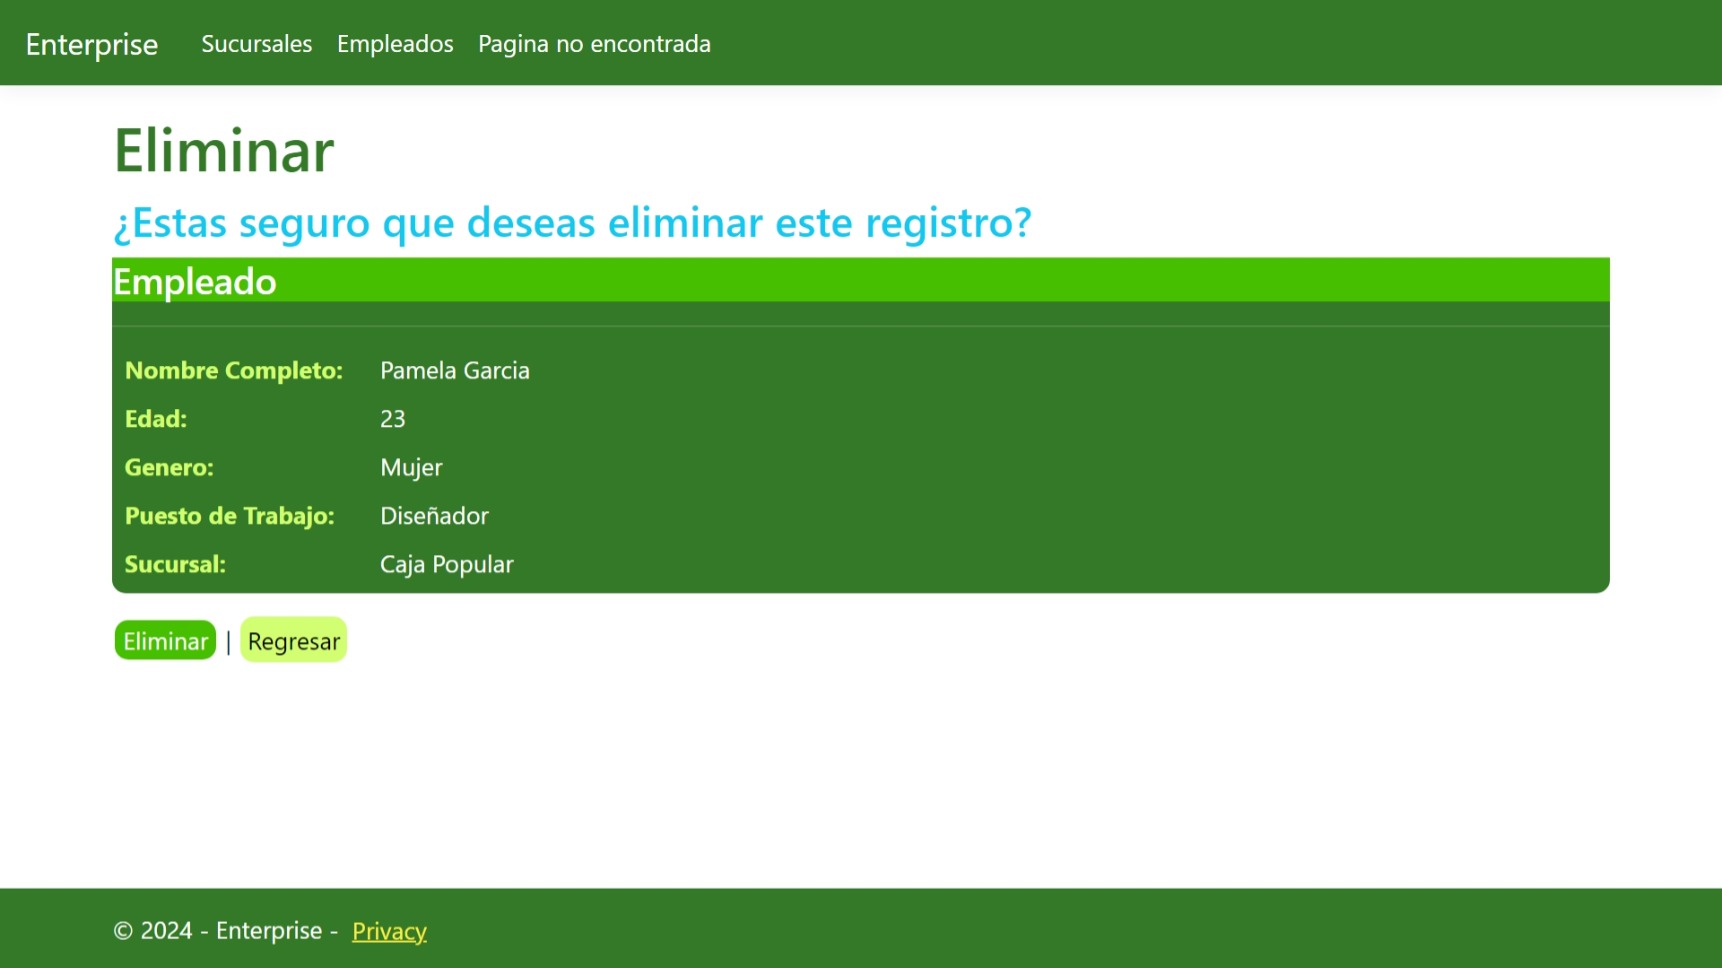 Enterprise Sucursales Empleados Pagina no encontrada
Eliminar
¿Estas seguro que deseas eliminar este registro?
Empleado
Nombre Completo: Pamela Garcia
Edad: 23
Genero: Mujer
Puesto de Trabajo: Diseñador
Sucursal: Caja Popular
Eliminar | Regresar
© 2024 - Enterprise - Privacy